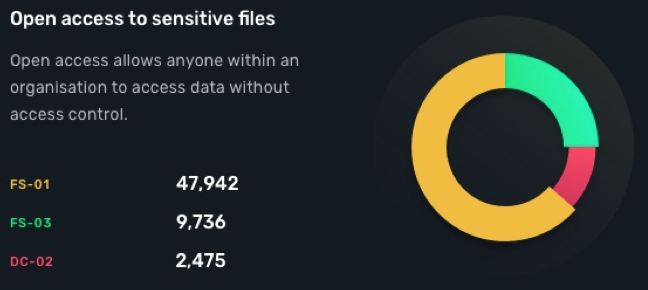 Open access to sensitive files
Open access allows anyone within an
organisation to access data without
access control.
FS-01 47,942
FS-03 9,736
DC-02 2,475